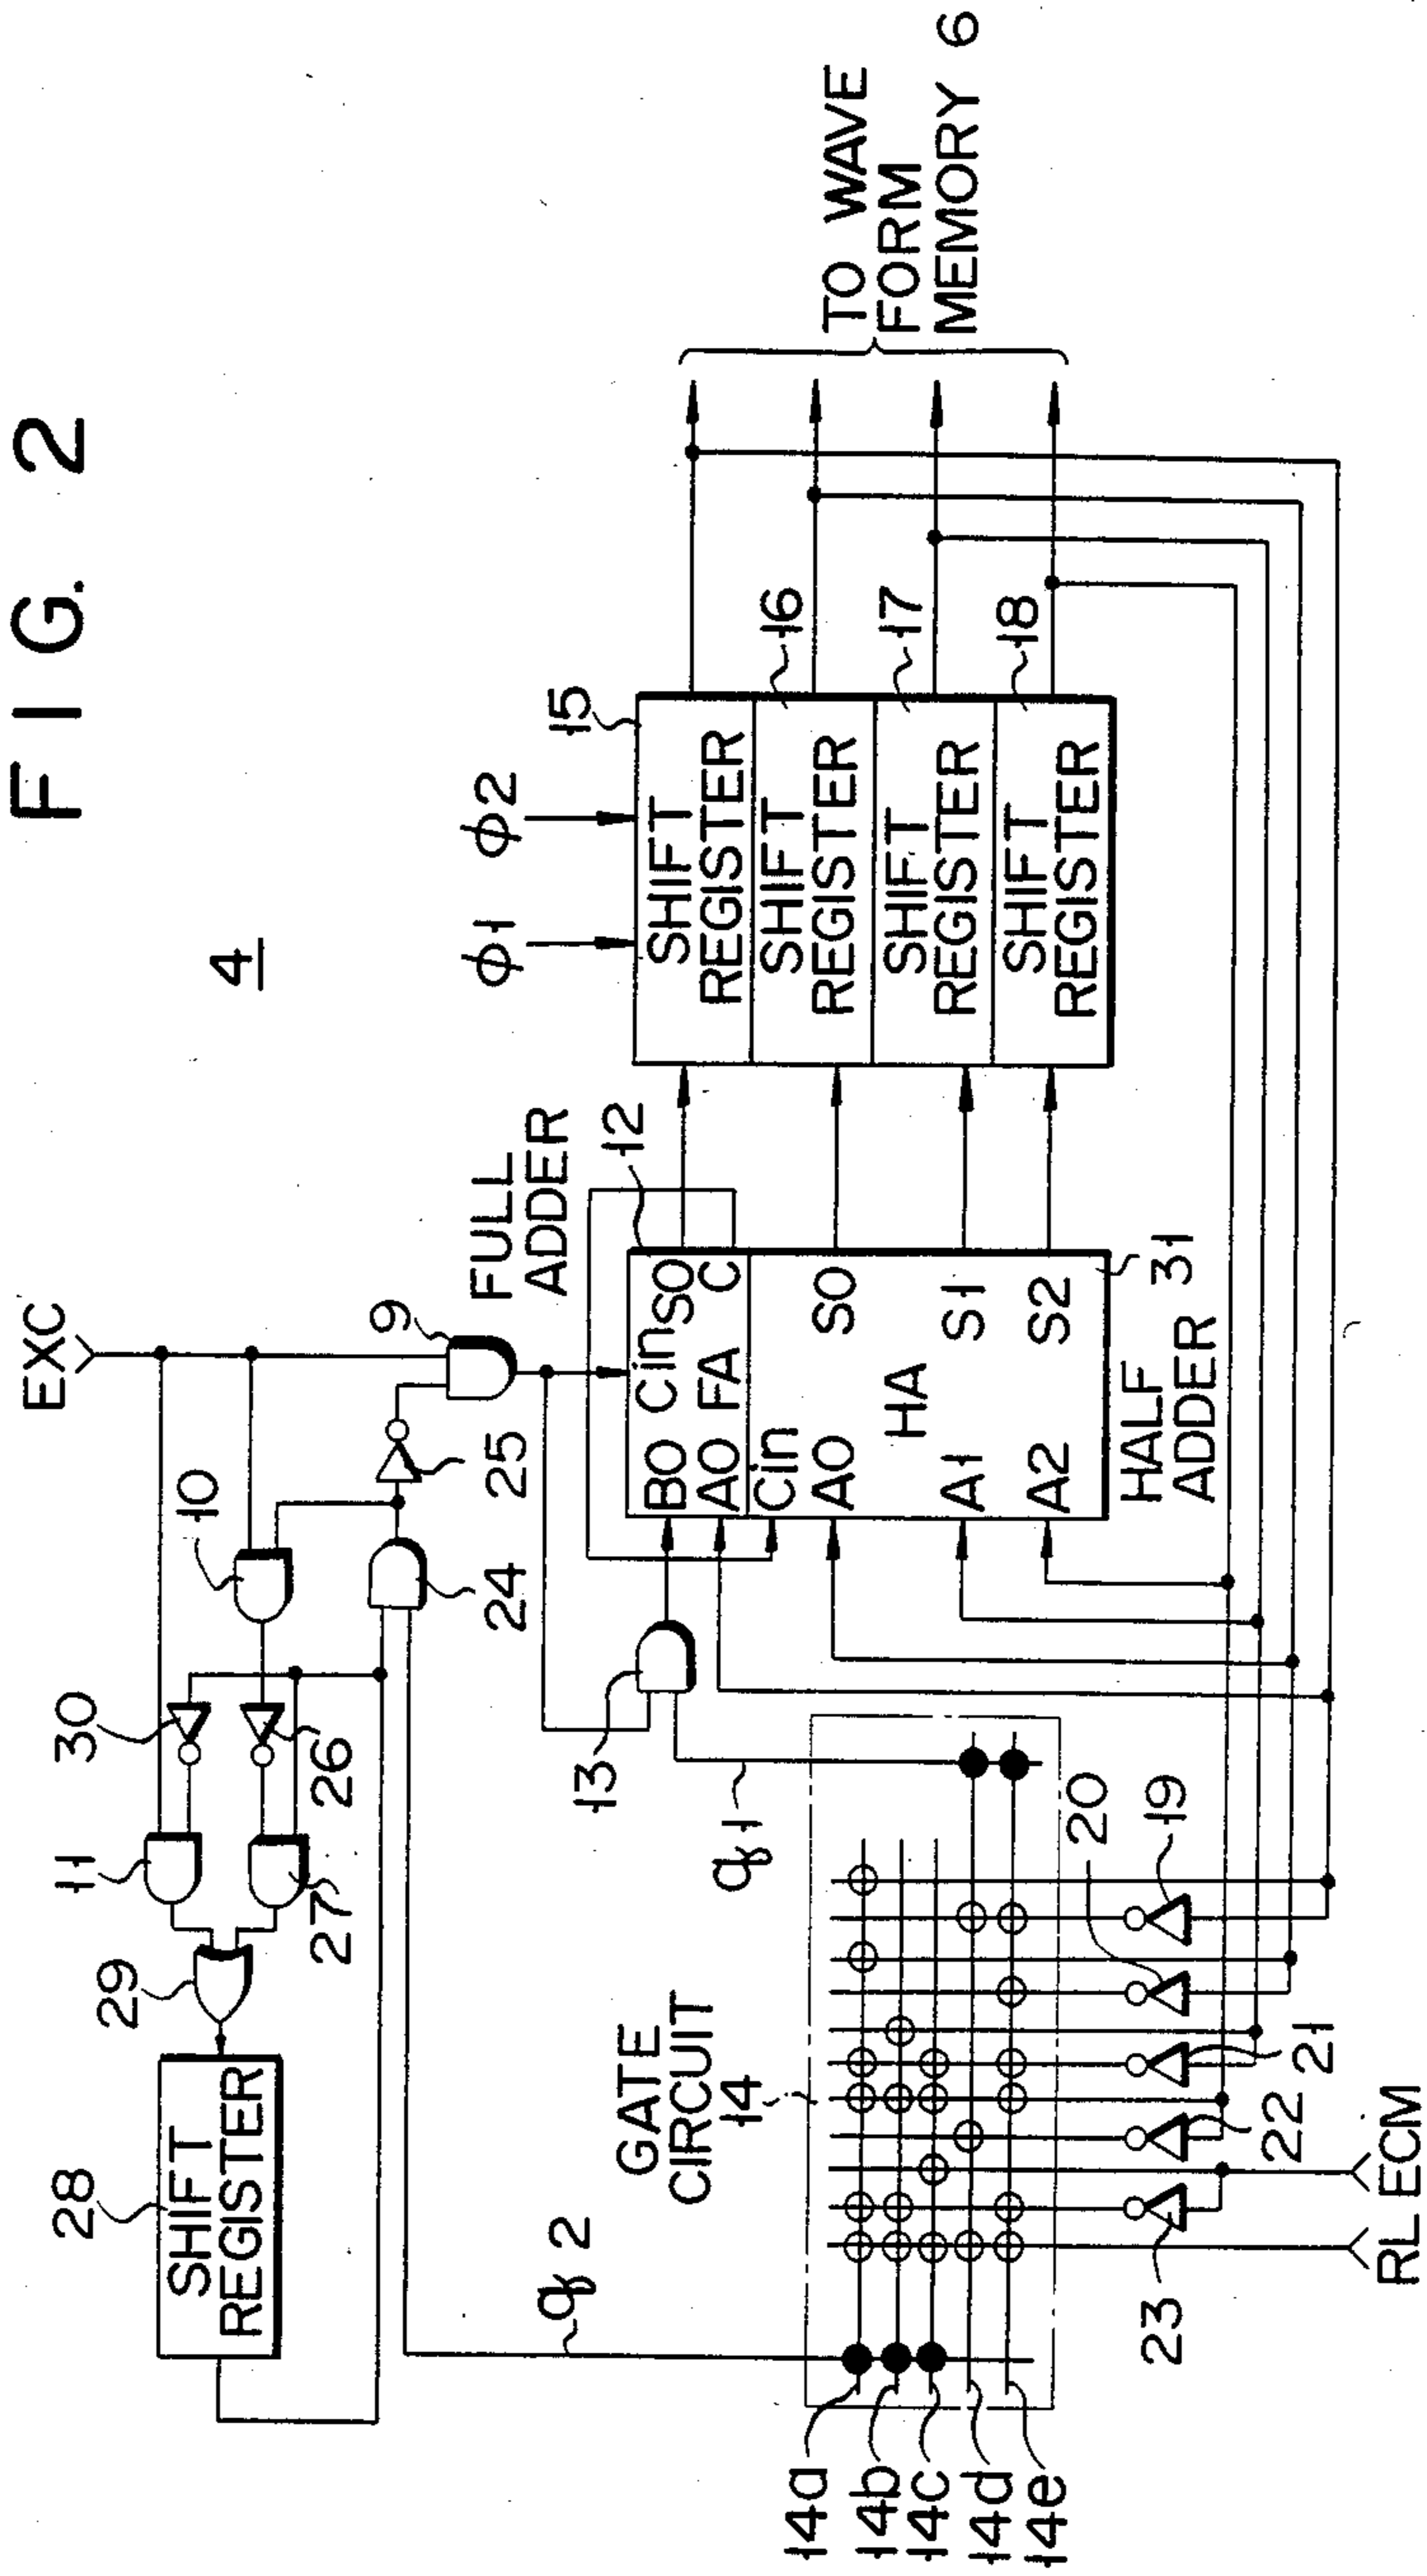 FIG. 2
4
EXC
28
SHIFT
REGISTER
29
11
30
10
27
26
24
25
9
FULL
ADDER
12
φ1
φ2
15
q2
q1
13
GATE
CIRCUIT
14
B0 Cin S0
A0 FA C
Cin
A0 S0
HA
A1 S1
A2 S2
HALF
ADDER
31
SHIFT
REGISTER
SHIFT
REGISTER
16
SHIFT
REGISTER
17
SHIFT
REGISTER
18
TO WAVE
FORM
MEMORY 6
14a
14b
14c
14d
14e
23
22
21
20
19
RL
ECM